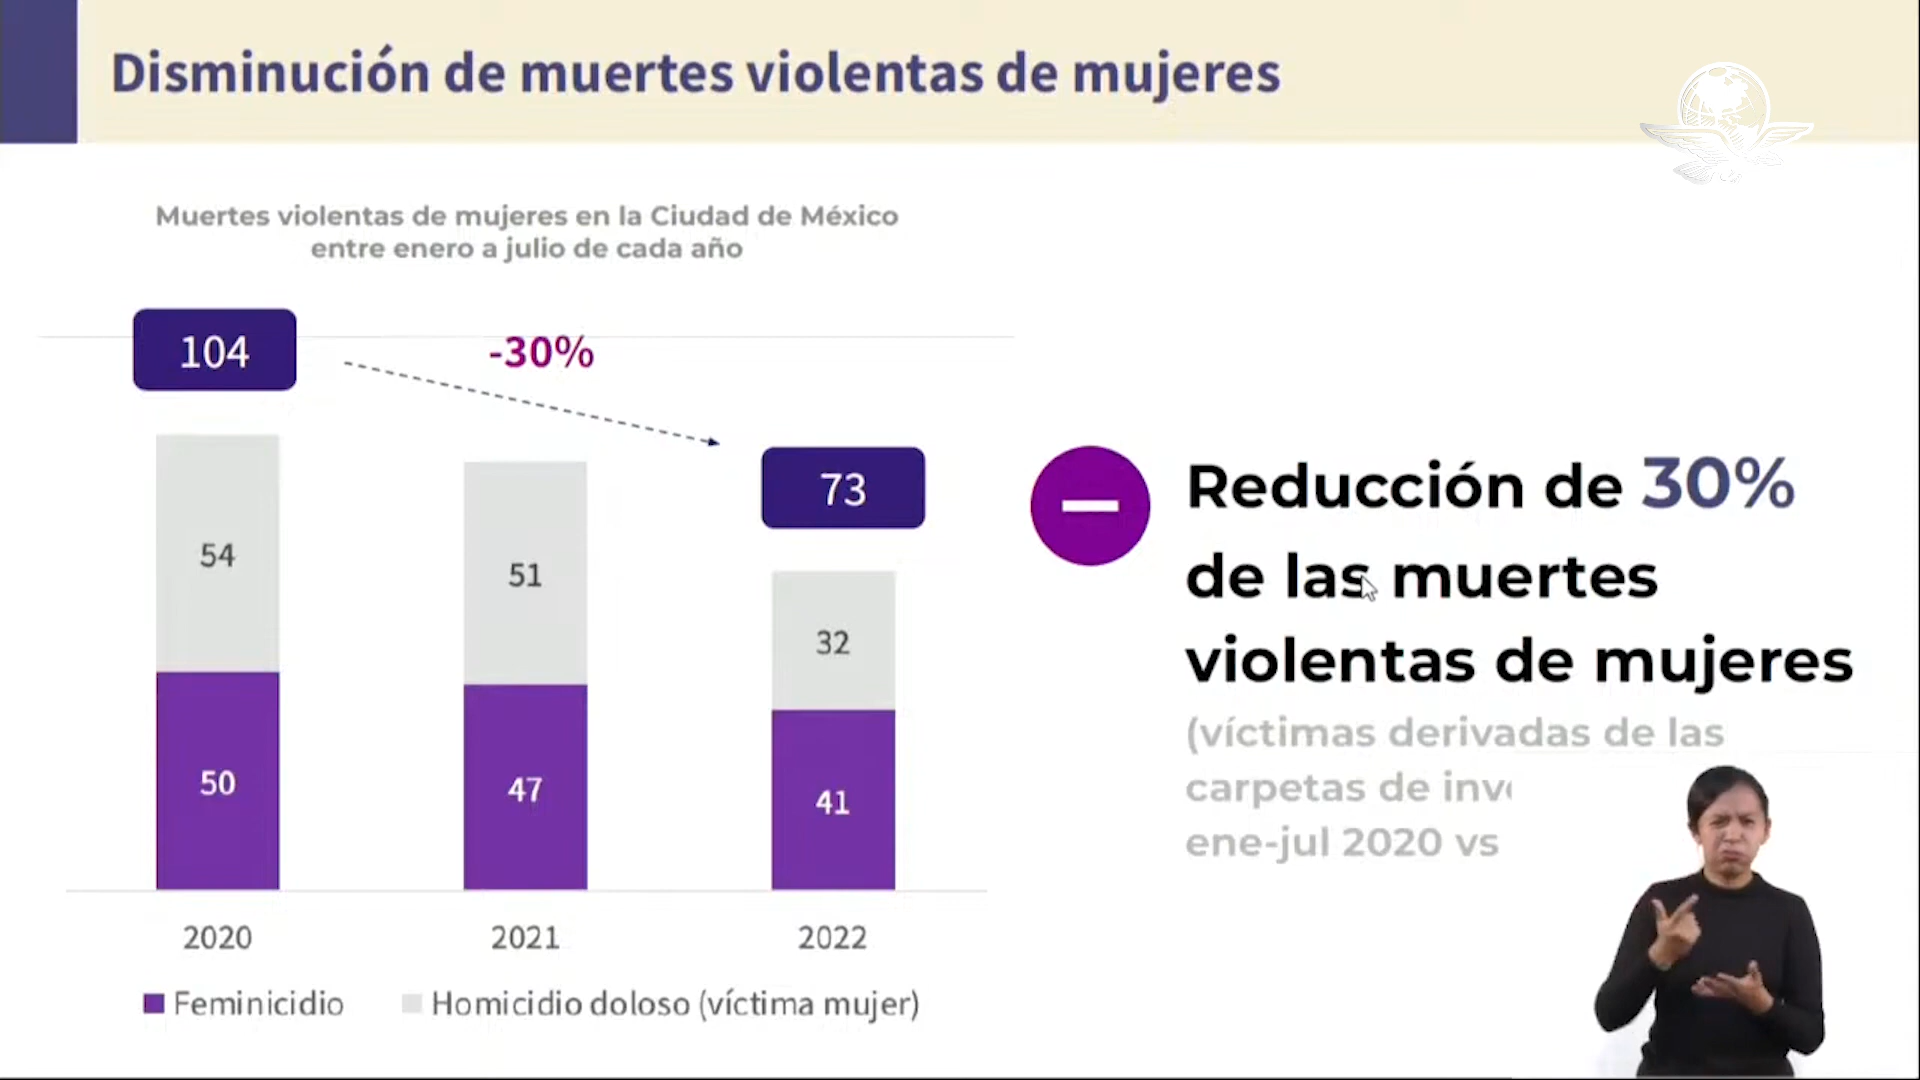 Disminución de muertes violentas de mujeres
Muertes violentas de mujeres en la Ciudad de México
entre enero a julio de cada año
104
-30%
73
54
51
32
50
47
41
2020
2021
2022
Feminicidio
Homicidio doloso (víctima mujer)
Reducción de 30%
de las muertes
violentas de mujeres
(víctimas derivadas de las
carpetas de
ene-jul 2020 vs